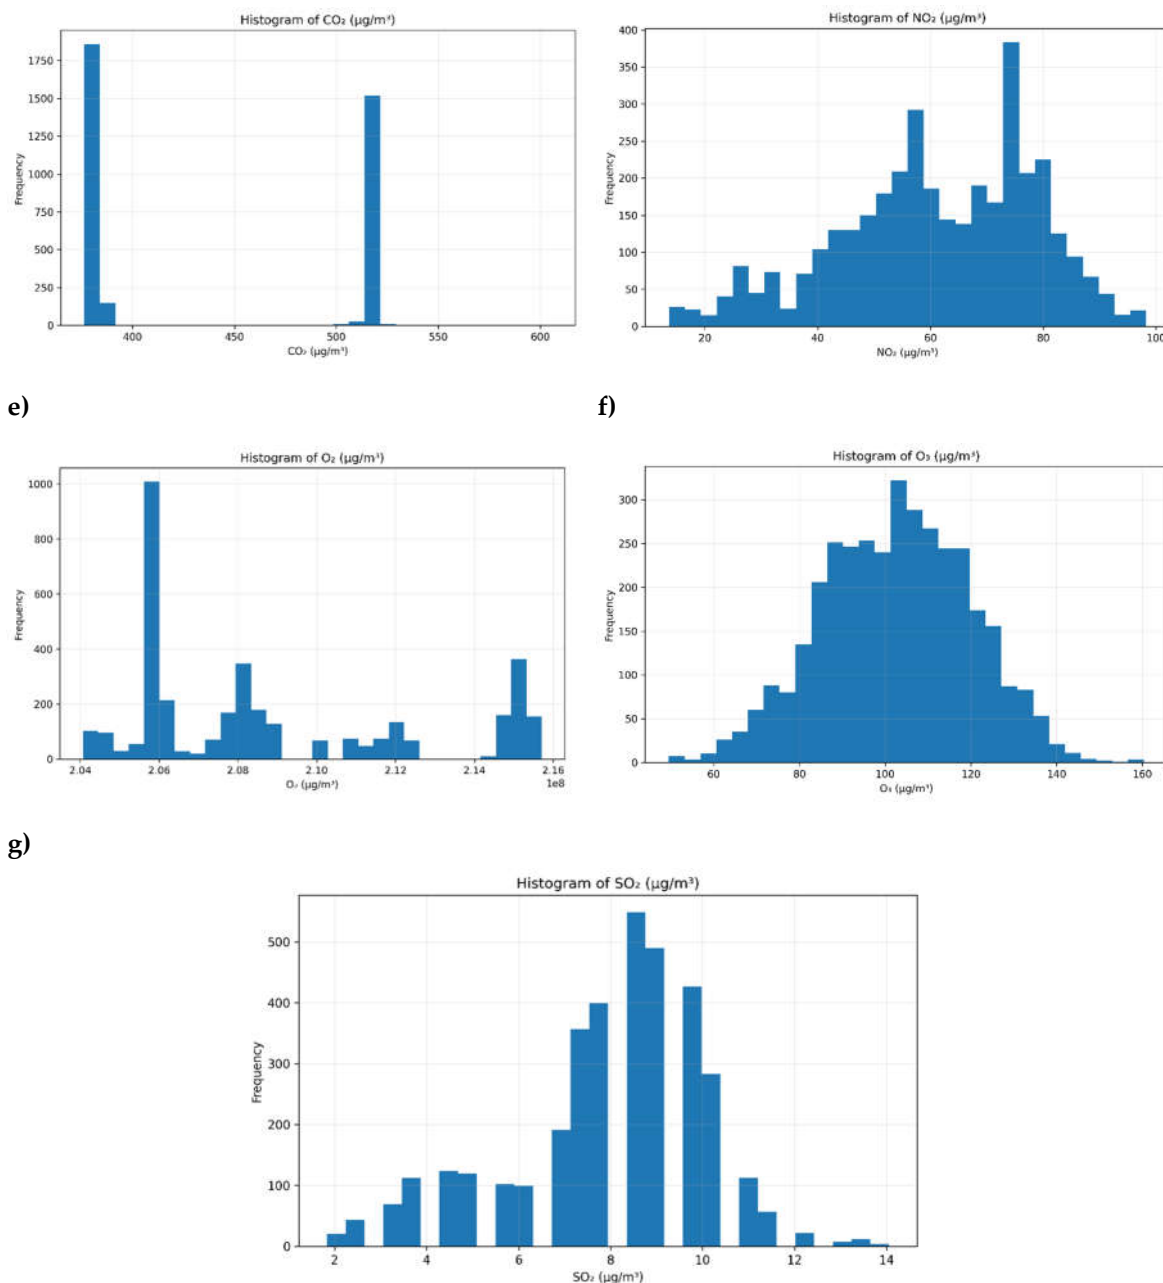 Histogram of CO₂ (µg/m³)
Frequency
1750
1500
1250
1000
750
500
250
0
400 450 500 550 600
CO₂ (µg/m³)
Histogram of NO₂ (µg/m³)
Frequency
400
350
300
250
200
150
100
50
0
20 40 60 80 100
NO₂ (µg/m³)
e)
f)
Histogram of O₂ (µg/m³)
Frequency
1000
800
600
400
200
0
2.04 2.06 2.08 2.10 2.12 2.14 2.16
1e8
O₂ (µg/m³)
Histogram of O₃ (µg/m³)
Frequency
300
250
200
150
100
50
0
60 80 100 120 140 160
O₃ (µg/m³)
g)
Histogram of SO₂ (µg/m³)
Frequency
500
400
300
200
100
0
2 4 6 8 10 12 14
SO₂ (µg/m³)